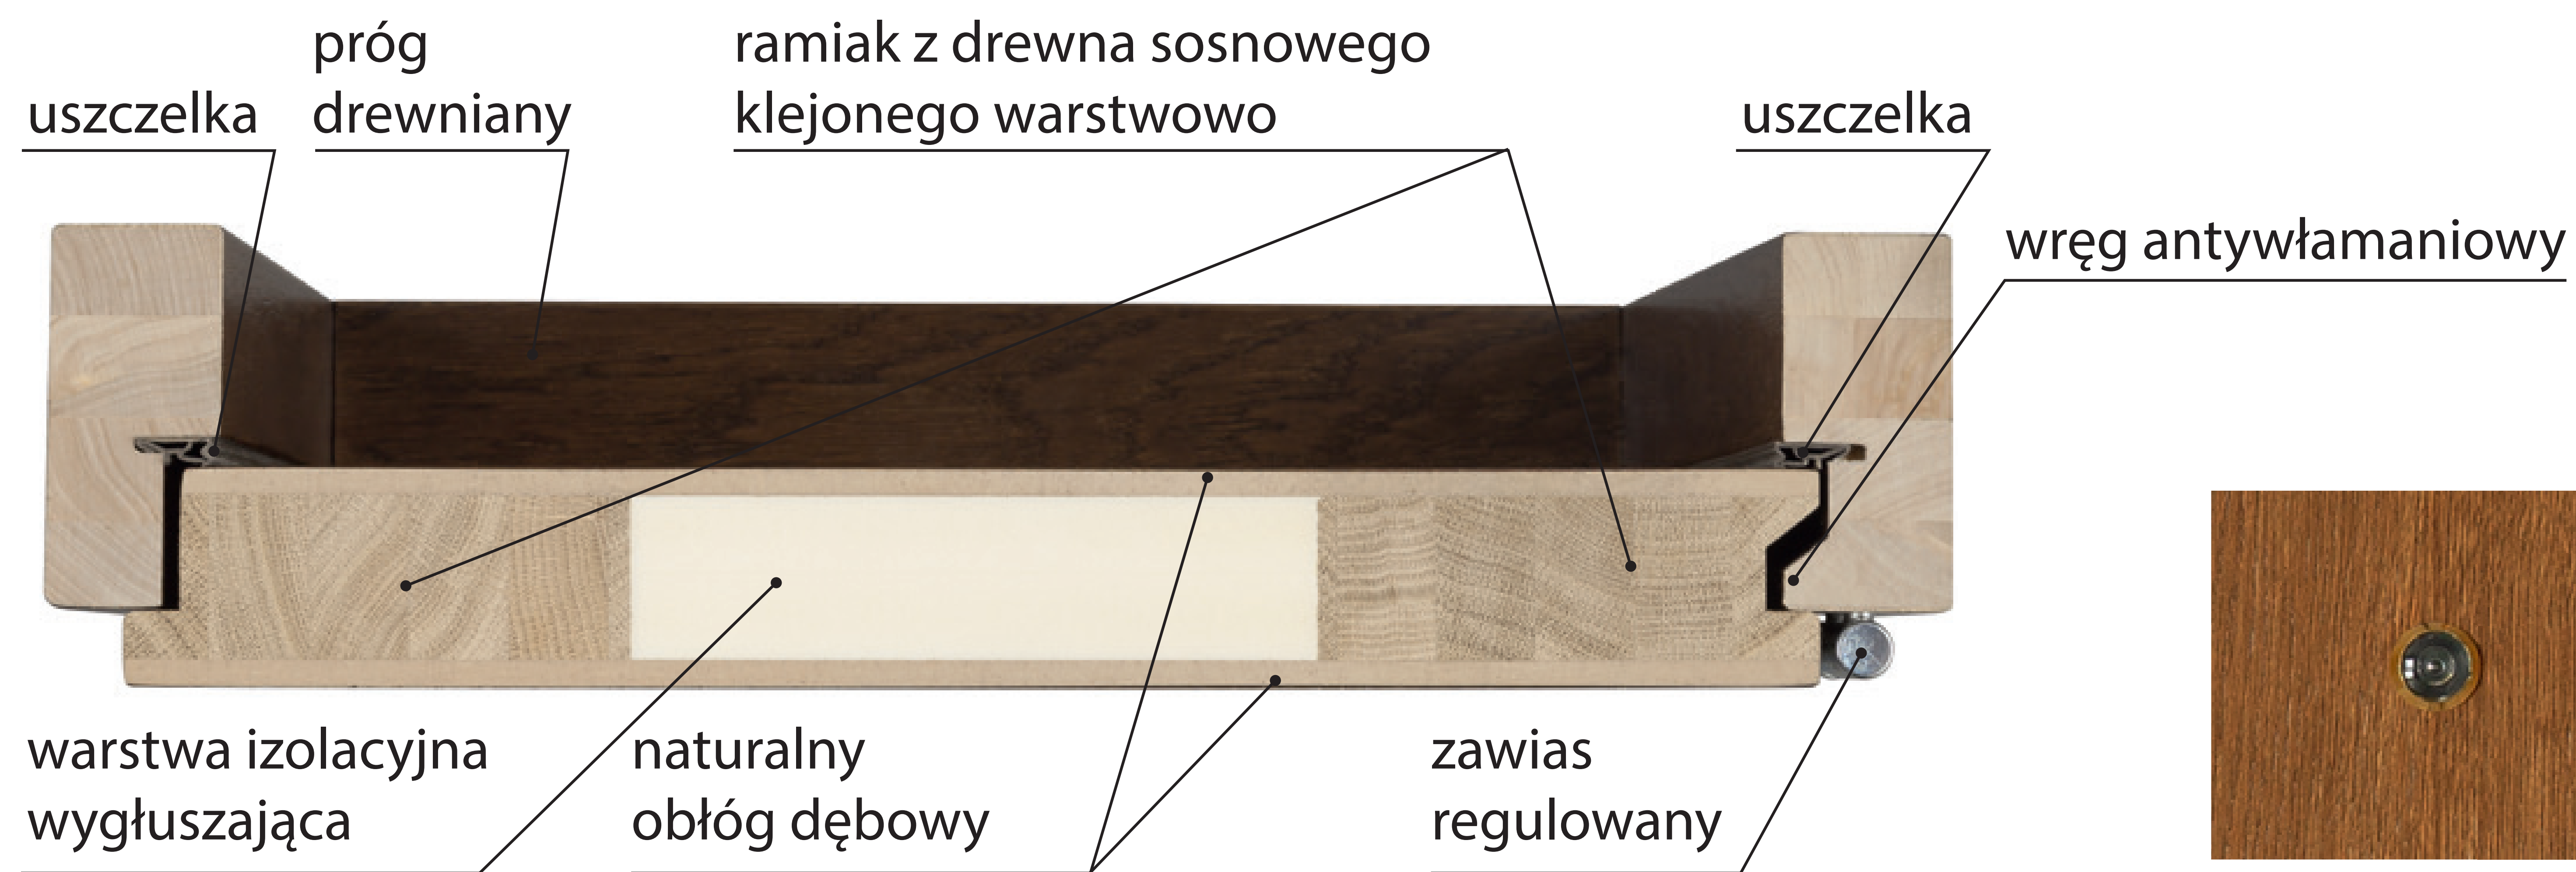 próg
drewniany
ramiak z drewna sosnowego
klejonego warstwowo
uszczelka
uszczelka
wręg antywłamaniowy
warstwa izolacyjna
wygłuszająca
naturalny
obłóg dębowy
zawias
regulowany